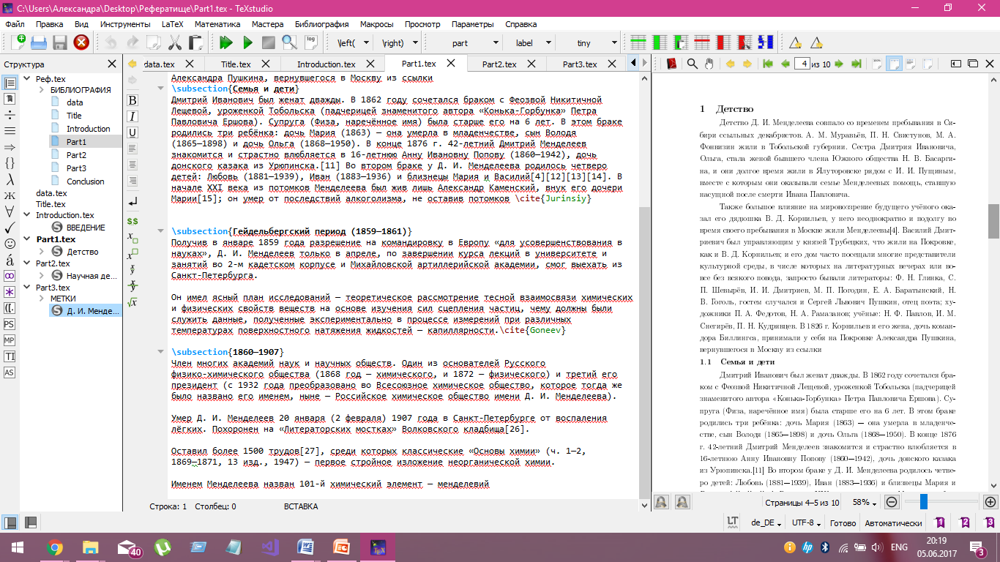 C:\Users\Александра\Desktop\Рефератище\Part1.tex - TeXstudio
Файл Правка Вид Инструменты LaTeX Математика Мастера Библиография Макросы Просмотр Параметры Справка
log \left( \right) part label tiny
Структура
data.tex Title.tex Introduction.tex Part1.tex Part2.tex Part3.tex
4 из 10
Реф.tex
БИБЛИОГРАФИЯ
data
Title
Introduction
Part1
Part2
Part3
Conclusion
data.tex
Title.tex
Introduction.tex
ВВЕДЕНИЕ
Part1.tex
Детство
Part2.tex
Научная де...
Part3.tex
МЕТКИ
Д. И. Менде...
PS
MP
TI
AS
B
I
U
$$
Александра Пушкина, вернувшегося в Москву из ссылки
\subsection{Семья и дети}
Дмитрий Иванович был женат дважды. В 1862 году сочетался браком с Феозвой Никитичной
Лещевой, уроженкой Тобольска (падчерицей знаменитого автора «Конька-Горбунка» Петра
Павловича Ершова). Супруга (Физа, наречённое имя) была старше его на 6 лет. В этом браке
родились три ребёнка: дочь Мария (1863) — она умерла в младенчестве, сын Володя
(1865—1898) и дочь Ольга (1868—1950). В конце 1876 г. 42-летний Дмитрий Менделеев
знакомится и страстно влюбляется в 16-летнюю Анну Ивановну Попову (1860—1942), дочь
донского казака из Урюпинска.[11] Во втором браке у Д. И. Менделеева родилось четверо
детей: Любовь (1881—1939), Иван (1883—1936) и близнецы Мария и Василий[4][12][13][14]. В
начале XXI века из потомков Менделеева был жив лишь Александр Каменский, внук его дочери
Марии[15]; он умер от последствий алкоголизма, не оставив потомков \cite{Jurinsiy}
\subsection{Гейдельбергский период (1859—1861)}
Получив в январе 1859 года разрешение на командировку в Европу «для усовершенствования в
науках», Д. И. Менделеев только в апреле, по завершении курса лекций в университете и
занятий во 2-м кадетском корпусе и Михайловской артиллерийской академии, смог выехать из
Санкт-Петербурга.
Он имел ясный план исследований — теоретическое рассмотрение тесной взаимосвязи химических
и физических свойств веществ на основе изучения сил сцепления частиц, чему должны были
служить данные, полученные экспериментально в процессе измерений при различных
температурах поверхностного натяжения жидкостей — капиллярности.\cite{Goneev}
\subsection{1860—1907}
Член многих академий наук и научных обществ. Один из основателей Русского
физико-химического общества (1868 год — химического, и 1872 — физического) и третий его
президент (с 1932 года преобразовано во Всесоюзное химическое общество, которое тогда же
было названо его именем, ныне — Российское химическое общество имени Д. И. Менделеева).
Умер Д. И. Менделеев 20 января (2 февраля) 1907 года в Санкт-Петербурге от воспаления
лёгких. Похоронен на «Литераторских мостках» Волковского кладбища[26].
Оставил более 1500 трудов[27], среди которых классические «Основы химии» (ч. 1—2,
1869—1871, 13 изд., 1947) — первое стройное изложение неорганической химии.
Именем Менделеева назван 101-й химический элемент — менделевий
Строка: 1 Столбец: 0 ВСТАВКА
1 Детство
Детство Д. И. Менделеева совпало со временем пребывания в Си-
бири ссыльных декабристов. А. М. Муравьёв, П. Н. Свистунов, М. А.
Фонвизин жили в Тобольской губернии. Сестра Дмитрия Ивановича,
Ольга, стала женой бывшего члена Южного общества Н. В. Басарги-
на, и они долгое время жили в Ялуторовске рядом с И. И. Пущиным,
вместе с которым они оказывали семье Менделеевых помощь, ставшую
насущной после смерти Ивана Павловича.
Также большое влияние на мировоззрение будущего учёного ока-
зал его дядюшка В. Д. Корнильев, у него неоднократно и подолгу во
время своего пребывания в Москве жили Менделеевы[4]. Василий Дмит-
риевич был управляющим у князей Трубецких, что жили на Покровке,
как и В. Д. Корнильев; и его дом часто посещали многие представители
культурной среды, в числе которых на литературных вечерах или во-
все без всякого повода, запросто бывали литераторы: Ф. Н. Глинка, С.
П. Шевырёв, И. И. Дмитриев, М. П. Погодин, Е. А. Баратынский, Н.
В. Гоголь, гостем случался и Сергей Львович Пушкин, отец поэта; ху-
дожники П. А. Федотов, Н. А. Рамазанов; учёные: Н. Ф. Павлов, И. М.
Снегирёв, П. Н. Кудрявцев. В 1826 г. Корнильев и его жена, дочь коман-
дора Биллингса, принимали у себя на Покровке Александра Пушкина,
вернувшегося в Москву из ссылки
1.1 Семья и дети
Дмитрий Иванович был женат дважды. В 1862 году сочетался бра-
ком с Феозвой Никитичной Лещевой, уроженкой Тобольска (падчерицей
знаменитого автора «Конька-Горбунка» Петра Павловича Ершова). Су-
пруга (Физа, наречённое имя) была старше его на 6 лет. В этом браке
родились три ребёнка: дочь Мария (1863) — она умерла в младенче-
стве, сын Володя (1865—1898) и дочь Ольга (1868—1950). В конце 1876
г. 42-летний Дмитрий Менделеев знакомится и страстно влюбляется в
16-летнюю Анну Ивановну Попову (1860—1942), дочь донского казака
из Урюпинска.[11] Во втором браке у Д. И. Менделеева родилось четве-
ро детей: Любовь (1881—1939), Иван (1883—1936) и близнецы Мария и
Страницы 4–5 из 10 58%
LT de_DE UTF-8 Готово Автоматически 1 2 3
40 ENG 20:19
05.06.2017 3